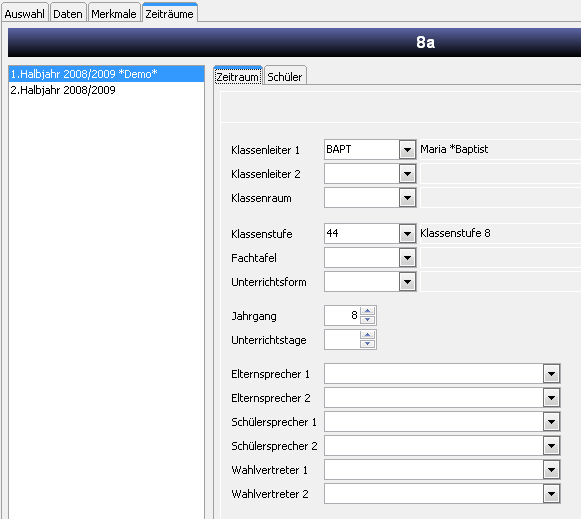 Auswahl Daten Merkmale Zeiträume
8a
1.Halbjahr 2008/2009 *Demo*
2.Halbjahr 2008/2009
Zeitraum Schüler
Klassenleiter 1 BAPT Maria *Baptist
Klassenleiter 2
Klassenraum
Klassenstufe 44 Klassenstufe 8
Fachtafel
Unterrichtsform
Jahrgang 8
Unterrichtstage
Elternsprecher 1
Elternsprecher 2
Schülersprecher 1
Schülersprecher 2
Wahlvertreter 1
Wahlvertreter 2